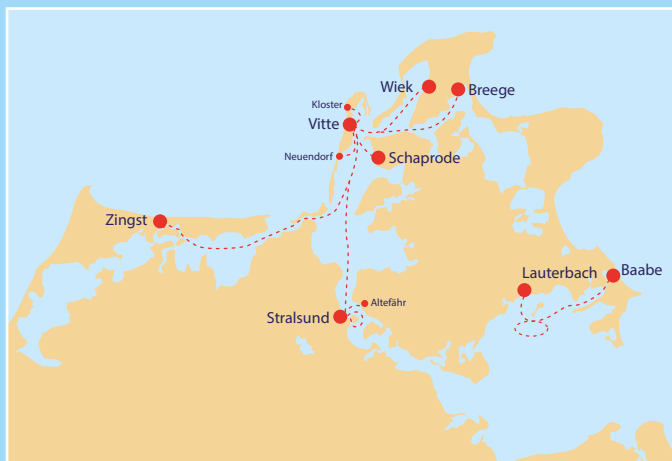 Wiek
Breege
Kloster
Vitte
Neuendorf
Schaprode
Zingst
Lauterbach
Baabe
Altefähr
Stralsund